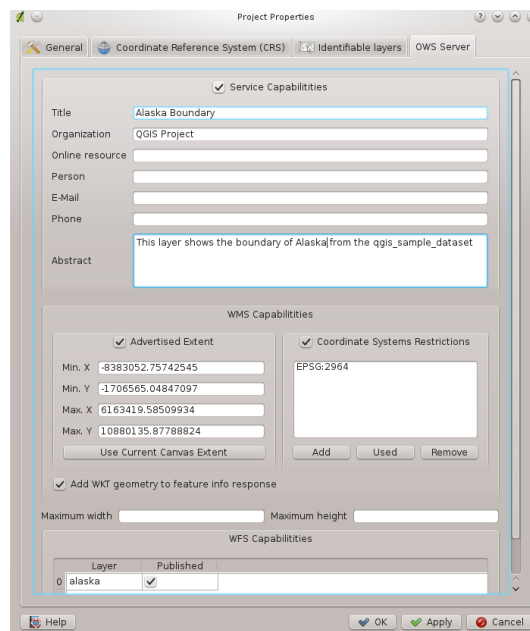 Project Properties
General
Coordinate Reference System (CRS)
Identifiable layers
OWS Server
Service Capabilitities
Title
Alaska Boundary
Organization
QGIS Project
Online resource
Person
E-Mail
Phone
Abstract
This layer shows the boundary of Alaska from the qgis_sample_dataset
WMS Capabilitities
Advertised Extent
Min. X -8383052.75742545
Min. Y -1706565.04847097
Max. X 6163419.58509934
Max. Y 10880135.87788824
Use Current Canvas Extent
Coordinate Systems Restrictions
EPSG:2964
Add Used Remove
Add WKT geometry to feature info response
Maximum width Maximum height
WFS Capabilitities
Layer Published
0 alaska
Help OK Apply Cancel